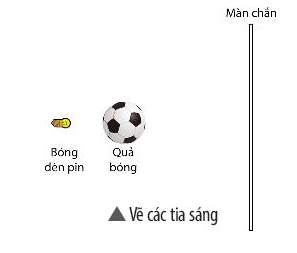 Màn chắn
Bóng
đèn pin
Quả
bóng
▲ Vẽ các tia sáng